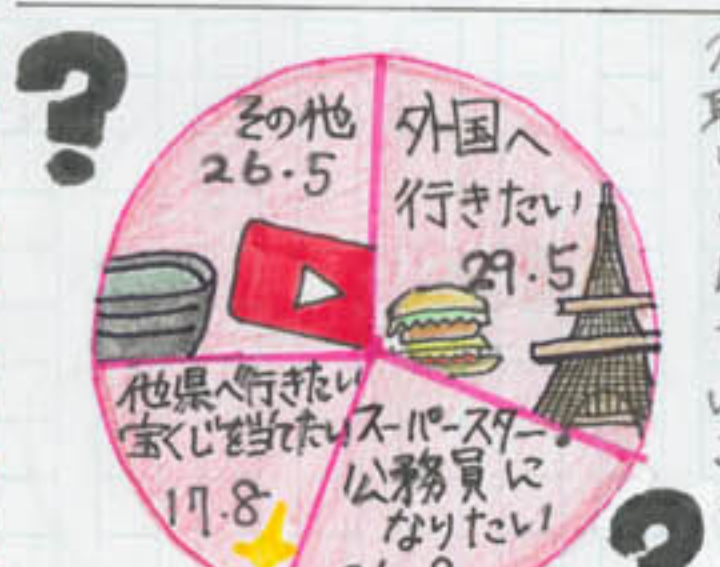 その他
26.5
外国へ
行きたい
29.5
他県へ行きたい
宝くじを当てたい
17.8
スーパースター・
公務員に
なりたい